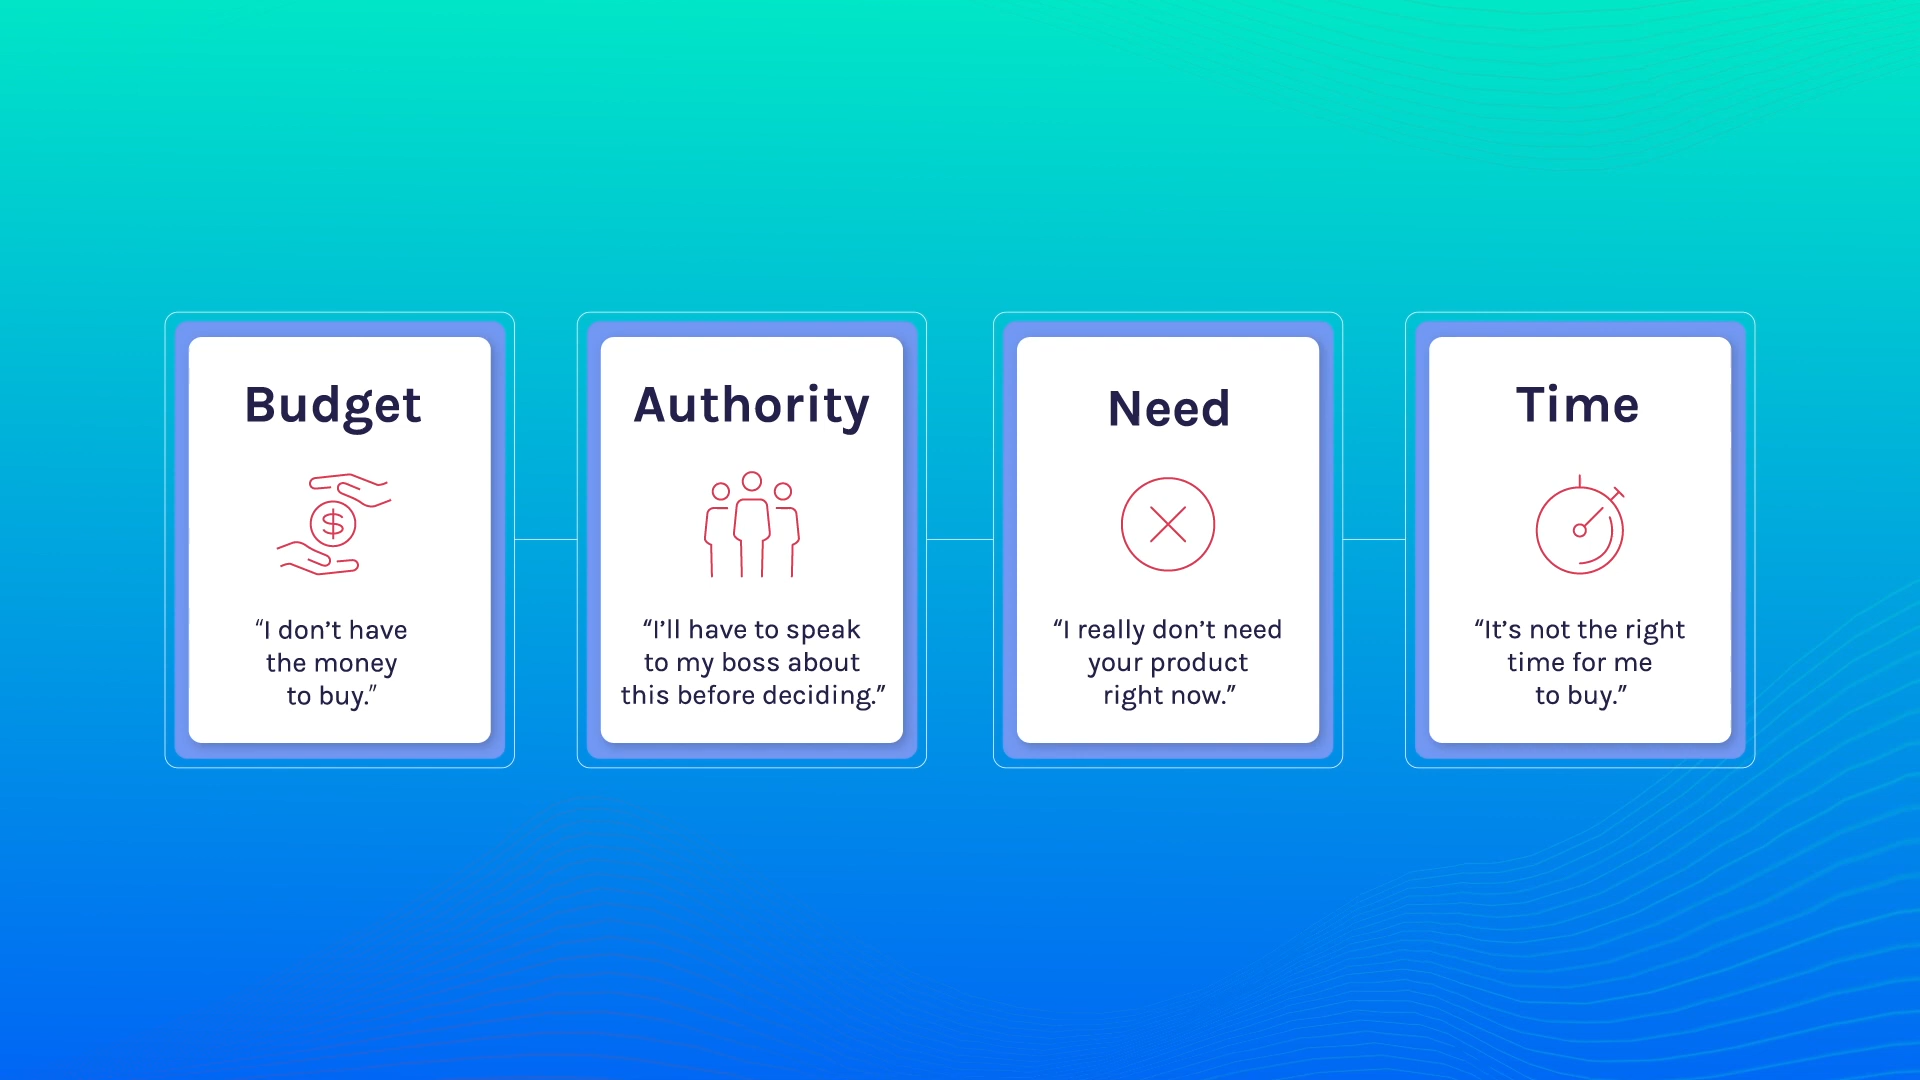 Budget
“I don’t have
the money
to buy.”
Authority
“I’ll have to speak
to my boss about
this before deciding.”
Need
“I really don’t need
your product
right now.”
Time
“It’s not the right
time for me
to buy.”